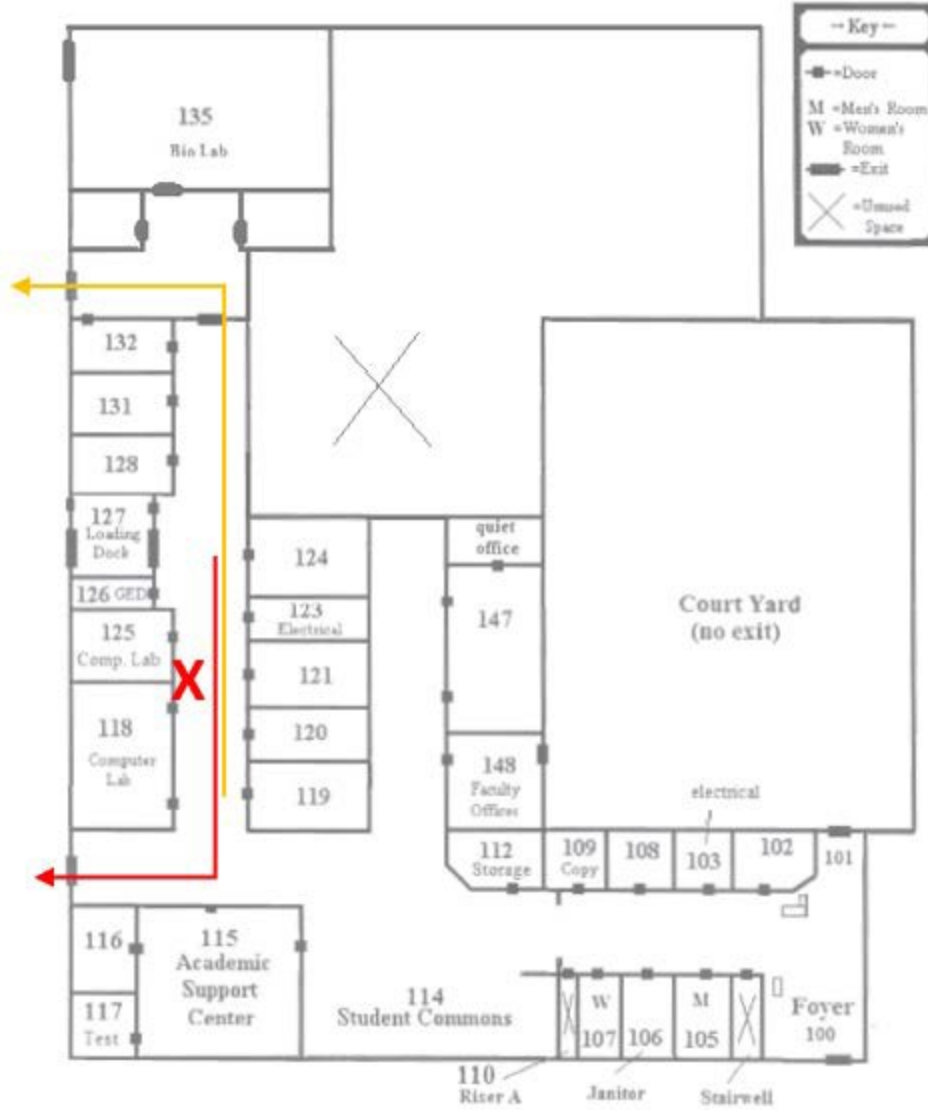 →Key←
=Door
M =Men's Room
W =Women's
Room
=Exit
=Unused
Space
135
Bio Lab
132
131
128
127
Loading
Dock
126 GED
125
Comp. Lab
X
118
Computer
Lab
124
123
Electrical
121
120
119
quiet
office
147
148
Faculty
Offices
Court Yard
(no exit)
electrical
112
Storage
109
Copy
108
103
102
101
116
117
Test
115
Academic
Support
Center
114
Student Commons
W
107
106
M
105
Foyer
100
110
Riser A
Janitor
Stairwell